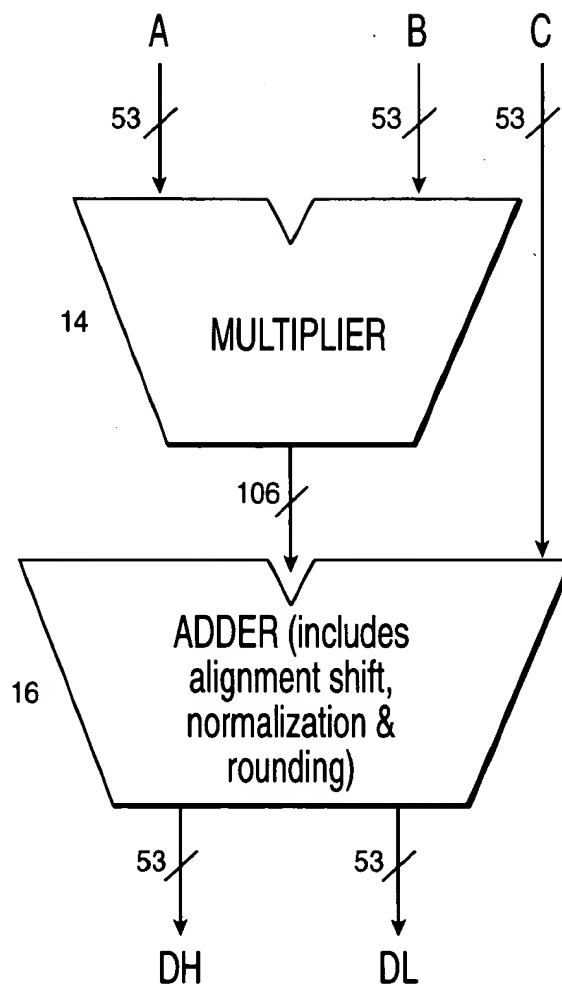 A B C
53 53 53
14 MULTIPLIER
106
ADDER (includes
alignment shift,
16
normalization &
rounding)
53 53
DH DL